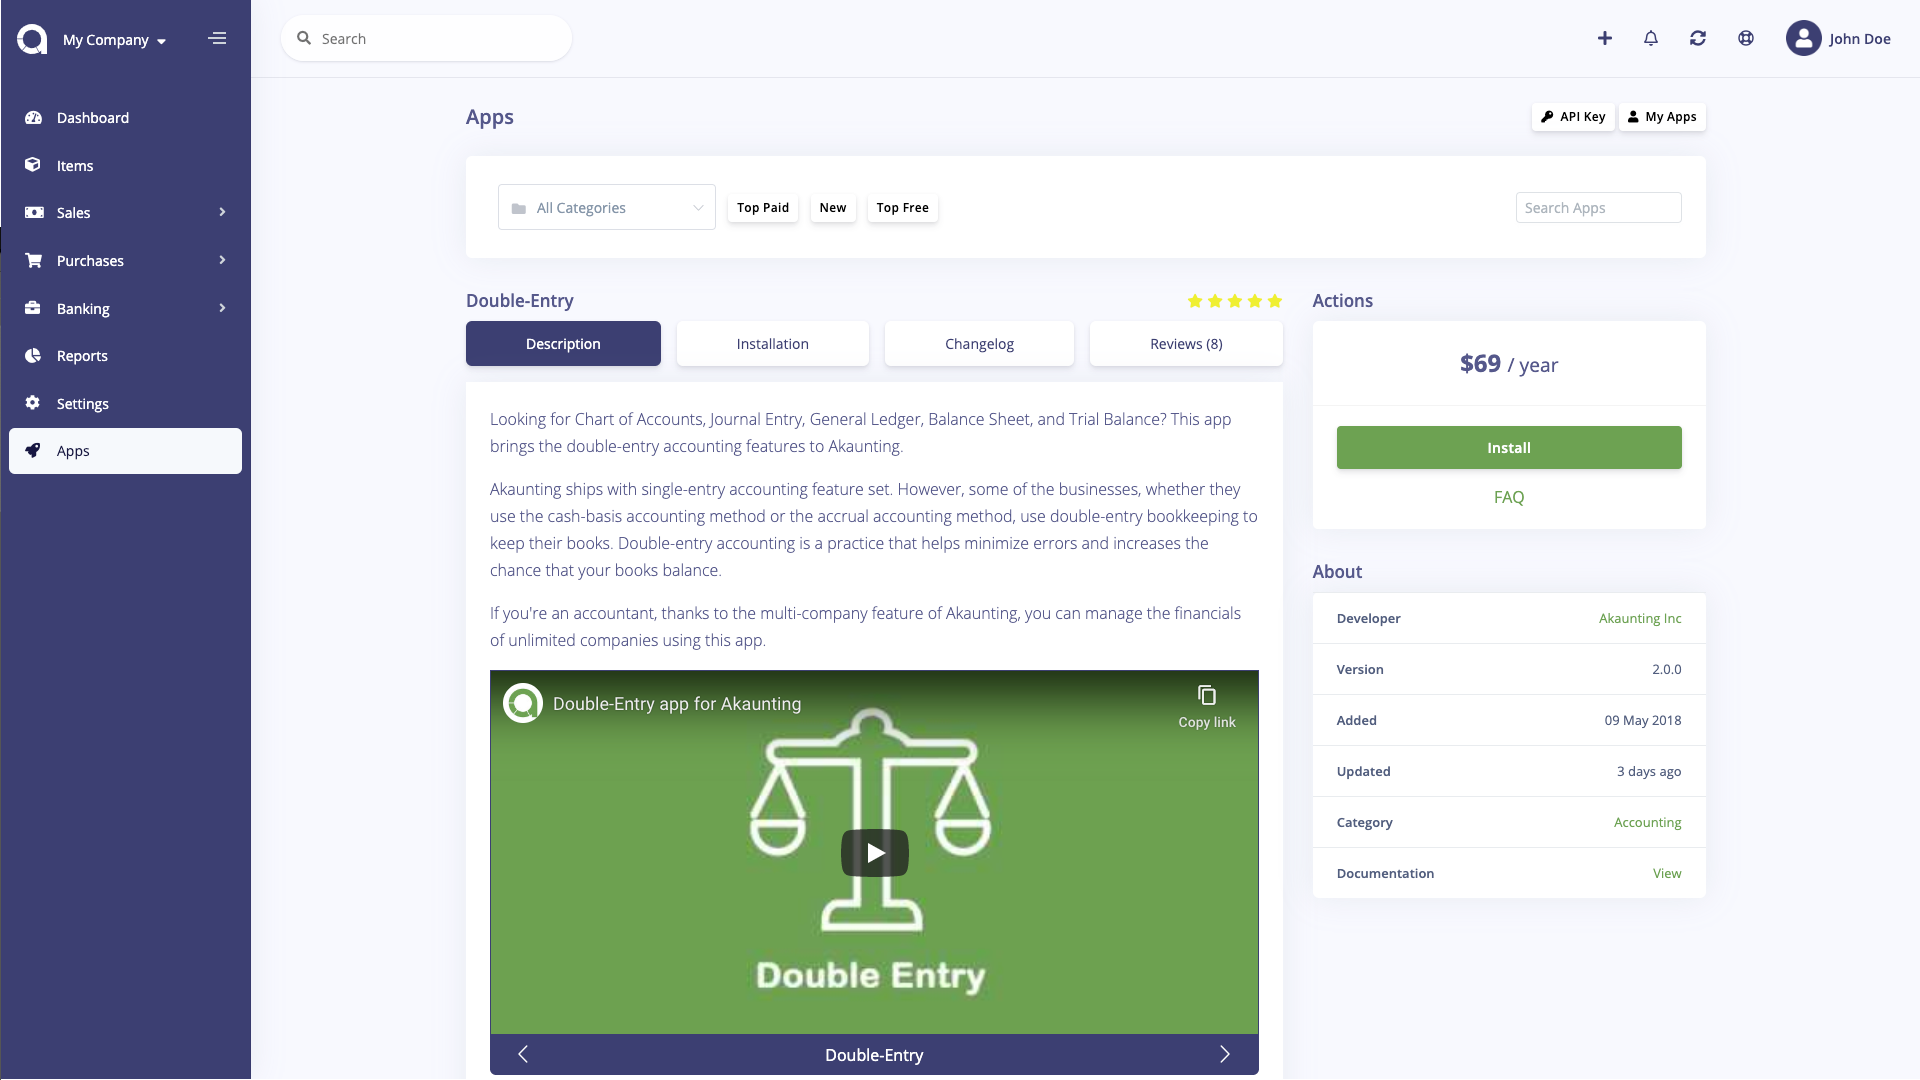 My Company
Search
John Doe
Dashboard
Items
Sales
Purchases
Banking
Reports
Settings
Apps
Apps
API Key
My Apps
All Categories
Top Paid
New
Top Free
Search Apps
Double-Entry
Description
Installation
Changelog
Reviews (8)
Looking for Chart of Accounts, Journal Entry, General Ledger, Balance Sheet, and Trial Balance? This app
brings the double-entry accounting features to Akaunting.
Akaunting ships with single-entry accounting feature set. However, some of the businesses, whether they
use the cash-basis accounting method or the accrual accounting method, use double-entry bookkeeping to
keep their books. Double-entry accounting is a practice that helps minimize errors and increases the
chance that your books balance.
If you're an accountant, thanks to the multi-company feature of Akaunting, you can manage the financials
of unlimited companies using this app.
Double-Entry app for Akaunting
Copy link
Double Entry
Double-Entry
Actions
$69 / year
Install
FAQ
About
Developer Akaunting Inc
Version 2.0.0
Added 09 May 2018
Updated 3 days ago
Category Accounting
Documentation View